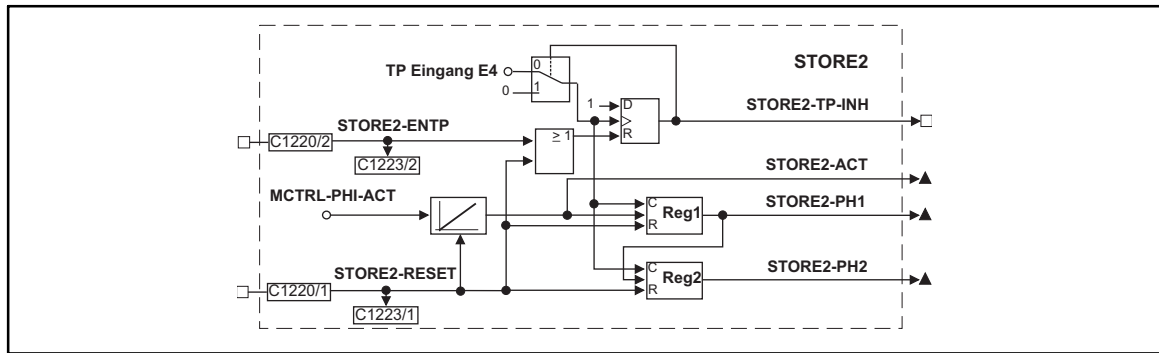 STORE2
TP Eingang E4
0
1
0
STORE2-TP-INH
1
D
R
STORE2-ENTP
≥ 1
C1220/2
C1223/2
STORE2-ACT
MCTRL-PHI-ACT
STORE2-PH1
C
Reg1
R
STORE2-RESET
STORE2-PH2
C
Reg2
R
C1220/1
C1223/1